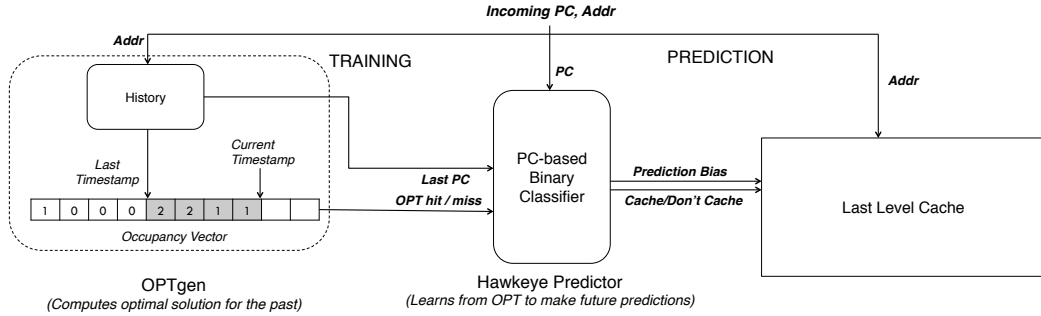 Incoming PC, Addr
Addr
TRAINING
PREDICTION
PC
Addr
History
Last
Timestamp
Current
Timestamp
PC-based
Binary
Classifier
Last PC
OPT hit / miss
Prediction Bias
Cache/Don't Cache
Last Level Cache
1 0 0 0 2 2 1 1
Occupancy Vector
OPTgen
(Computes optimal solution for the past)
Hawkeye Predictor
(Learns from OPT to make future predictions)